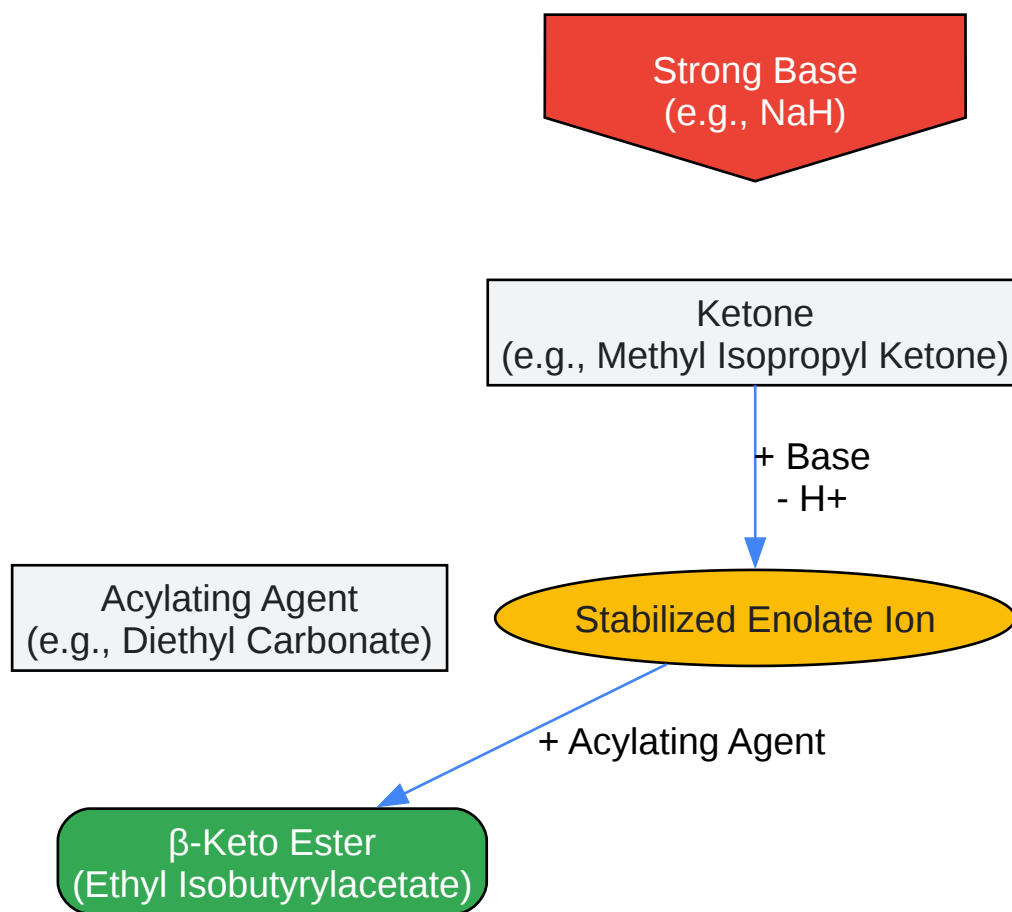 Strong Base
(e.g., NaH)
Ketone
(e.g., Methyl Isopropyl Ketone)
+ Base
- H+
Acylating Agent
(e.g., Diethyl Carbonate)
Stabilized Enolate Ion
+ Acylating Agent
β-Keto Ester
(Ethyl Isobutyrylacetate)